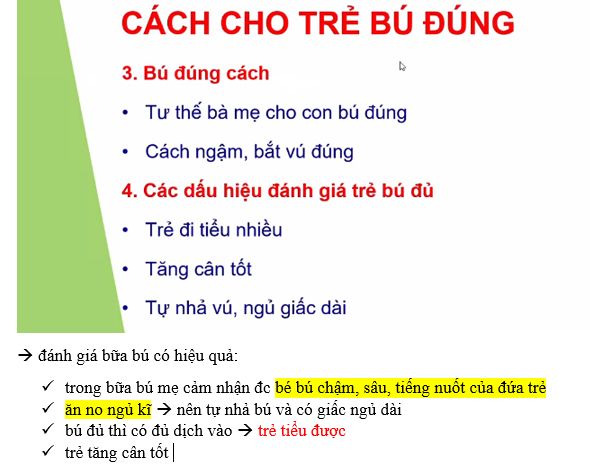 CÁCH CHO TRẺ BÚ ĐÚNG
3. Bú đúng cách
• Tư thế bà mẹ cho con bú đúng
• Cách ngậm, bắt vú đúng
4. Các dấu hiệu đánh giá trẻ bú đủ
• Trẻ đi tiểu nhiều
• Tăng cân tốt
• Tự nhả vú, ngủ giấc dài
→ đánh giá bữa bú có hiệu quả:
✓ trong bữa bú mẹ cảm nhận đc bé bú chậm, sâu, tiếng nuốt của đứa trẻ
✓ ăn no ngủ kĩ → nên tự nhả bú và có giấc ngủ dài
✓ bú đủ thì có đủ dịch vào → trẻ tiểu được
✓ trẻ tăng cân tốt